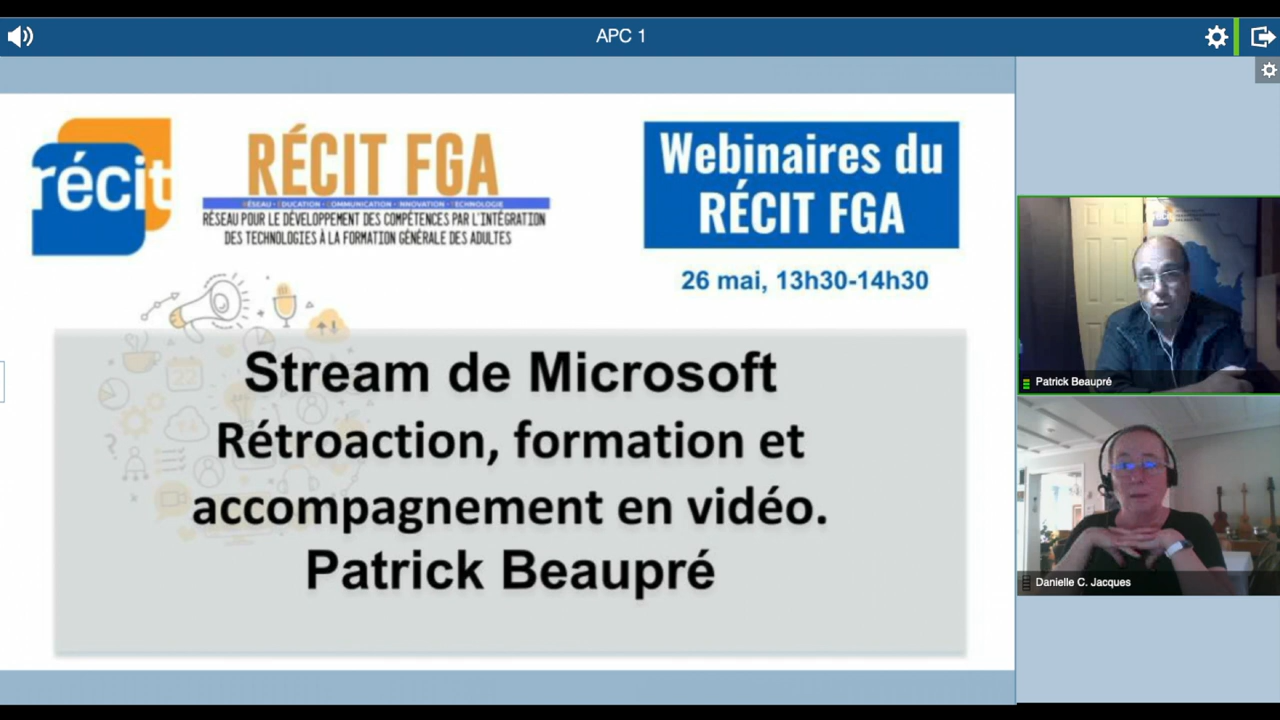 APC 1
récit
RÉCIT FGA
RÉSEAU - ÉDUCATION - COMMUNICATION - INNOVATION - TECHNOLOGIE
RÉSEAU POUR LE DÉVELOPPEMENT DES COMPÉTENCES PAR L'INTÉGRATION
DES TECHNOLOGIES À LA FORMATION GÉNÉRALE DES ADULTES
Webinaires du
RÉCIT FGA
26 mai, 13h30-14h30
Stream de Microsoft
Rétroaction, formation et
accompagnement en vidéo.
Patrick Beaupré
Patrick Beaupré
Danielle C. Jacques